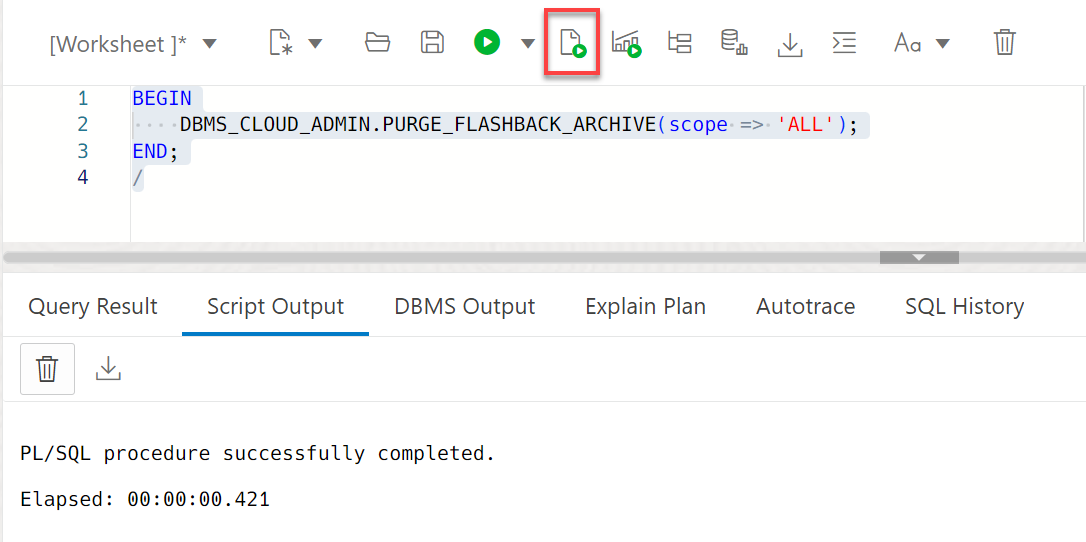 [Worksheet ]*
Aa
1 BEGIN
2 ····DBMS_CLOUD_ADMIN.PURGE_FLASHBACK_ARCHIVE(scope·=>·'ALL');
3 END;
4 /
Query Result Script Output DBMS Output Explain Plan Autotrace SQL History
PL/SQL procedure successfully completed.
Elapsed: 00:00:00.421